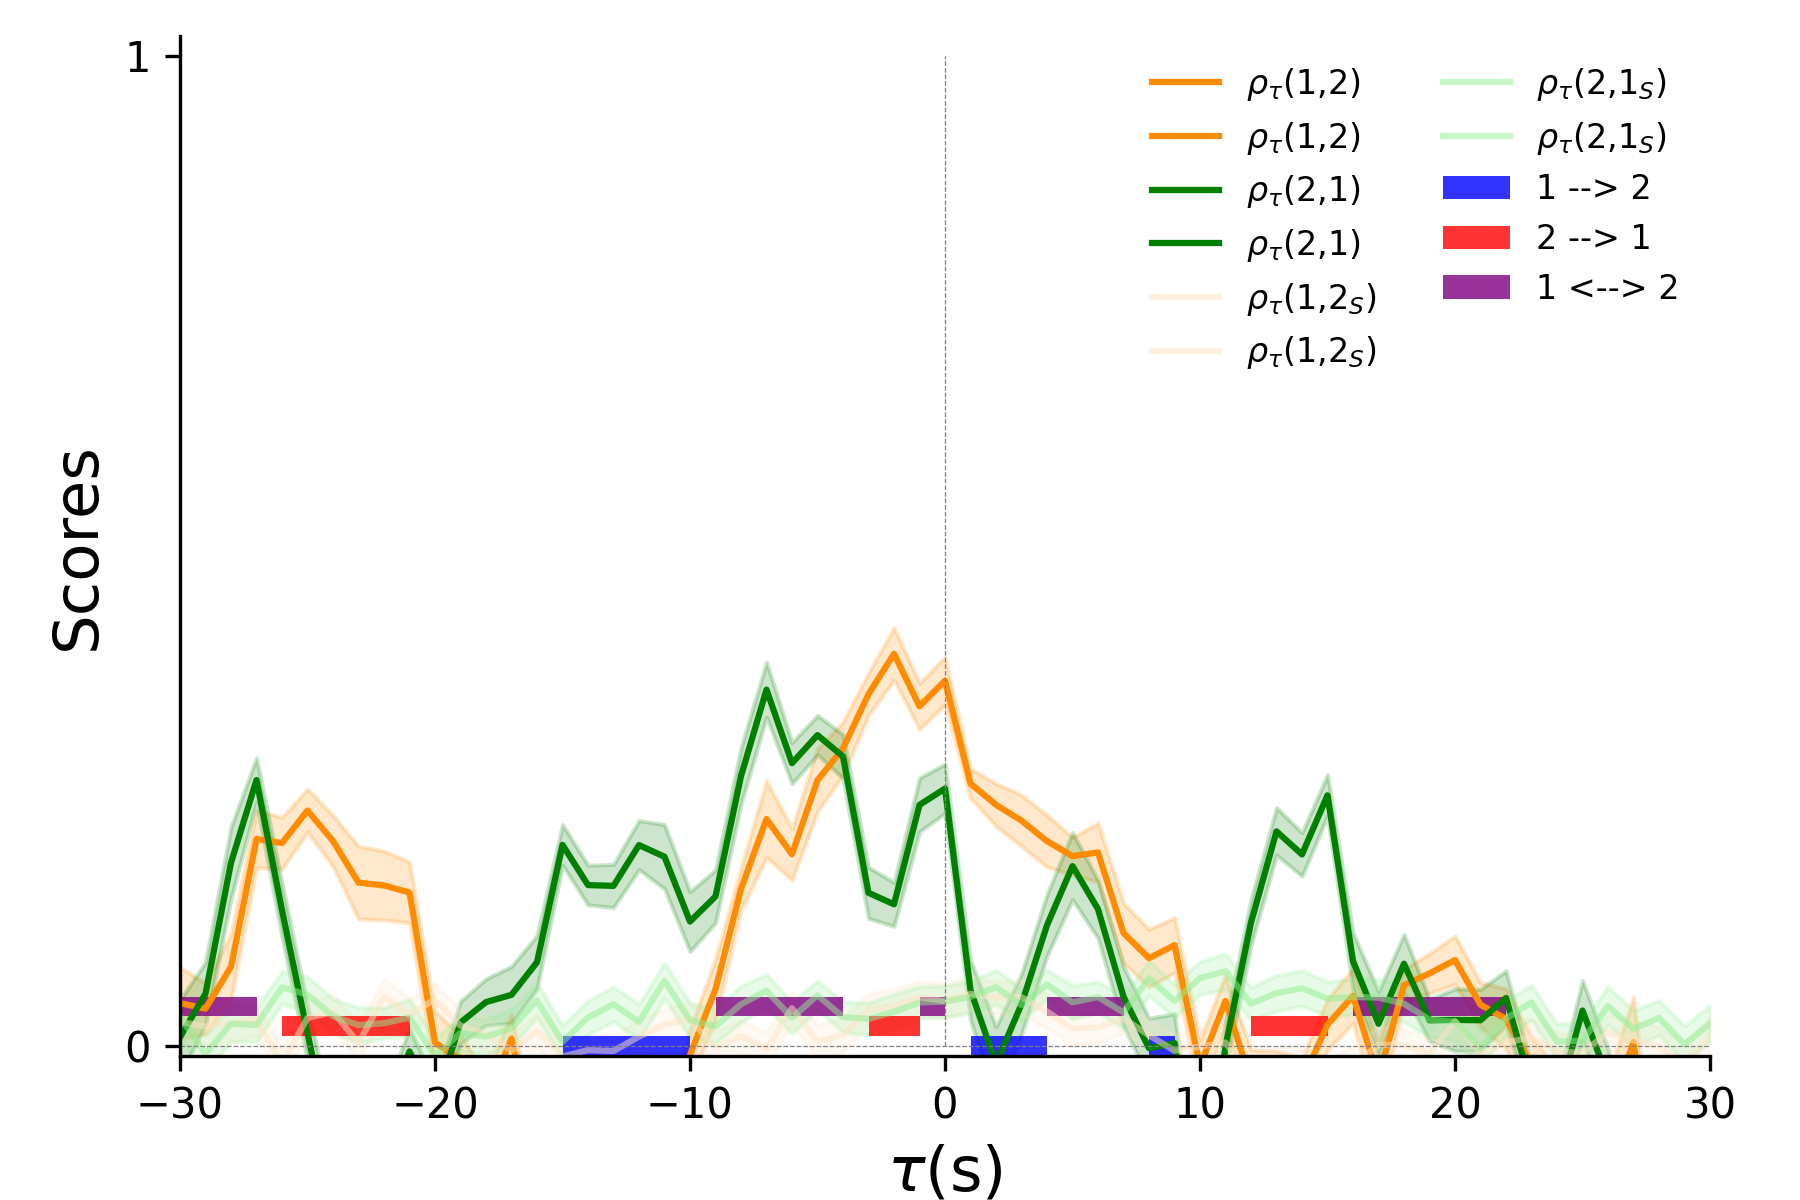 1
ρτ(1,2)
ρτ(1,2)
ρτ(2,1)
ρτ(2,1)
ρτ(1,2S)
ρτ(1,2S)
ρτ(2,1S)
ρτ(2,1S)
1 --> 2
2 --> 1
1 <--> 2
Scores
0
−30 −20 −10 0 10 20 30
τ(s)